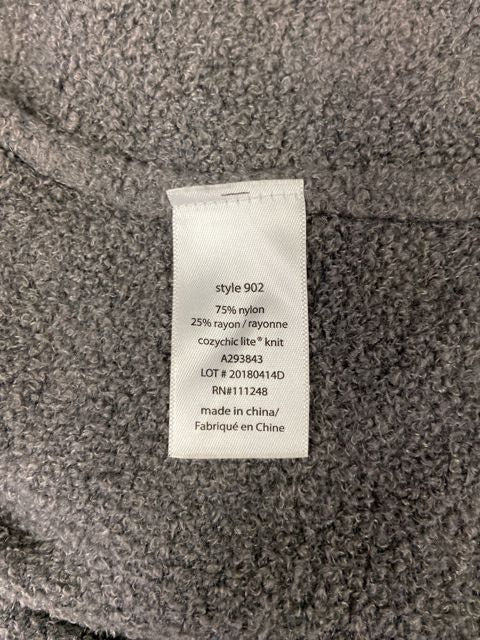 style 902
75% nylon
25% rayon / rayonne
cozychic lite® knit
A293843
LOT # 20180414D
RN#111248
made in china/
Fabriqué en Chine